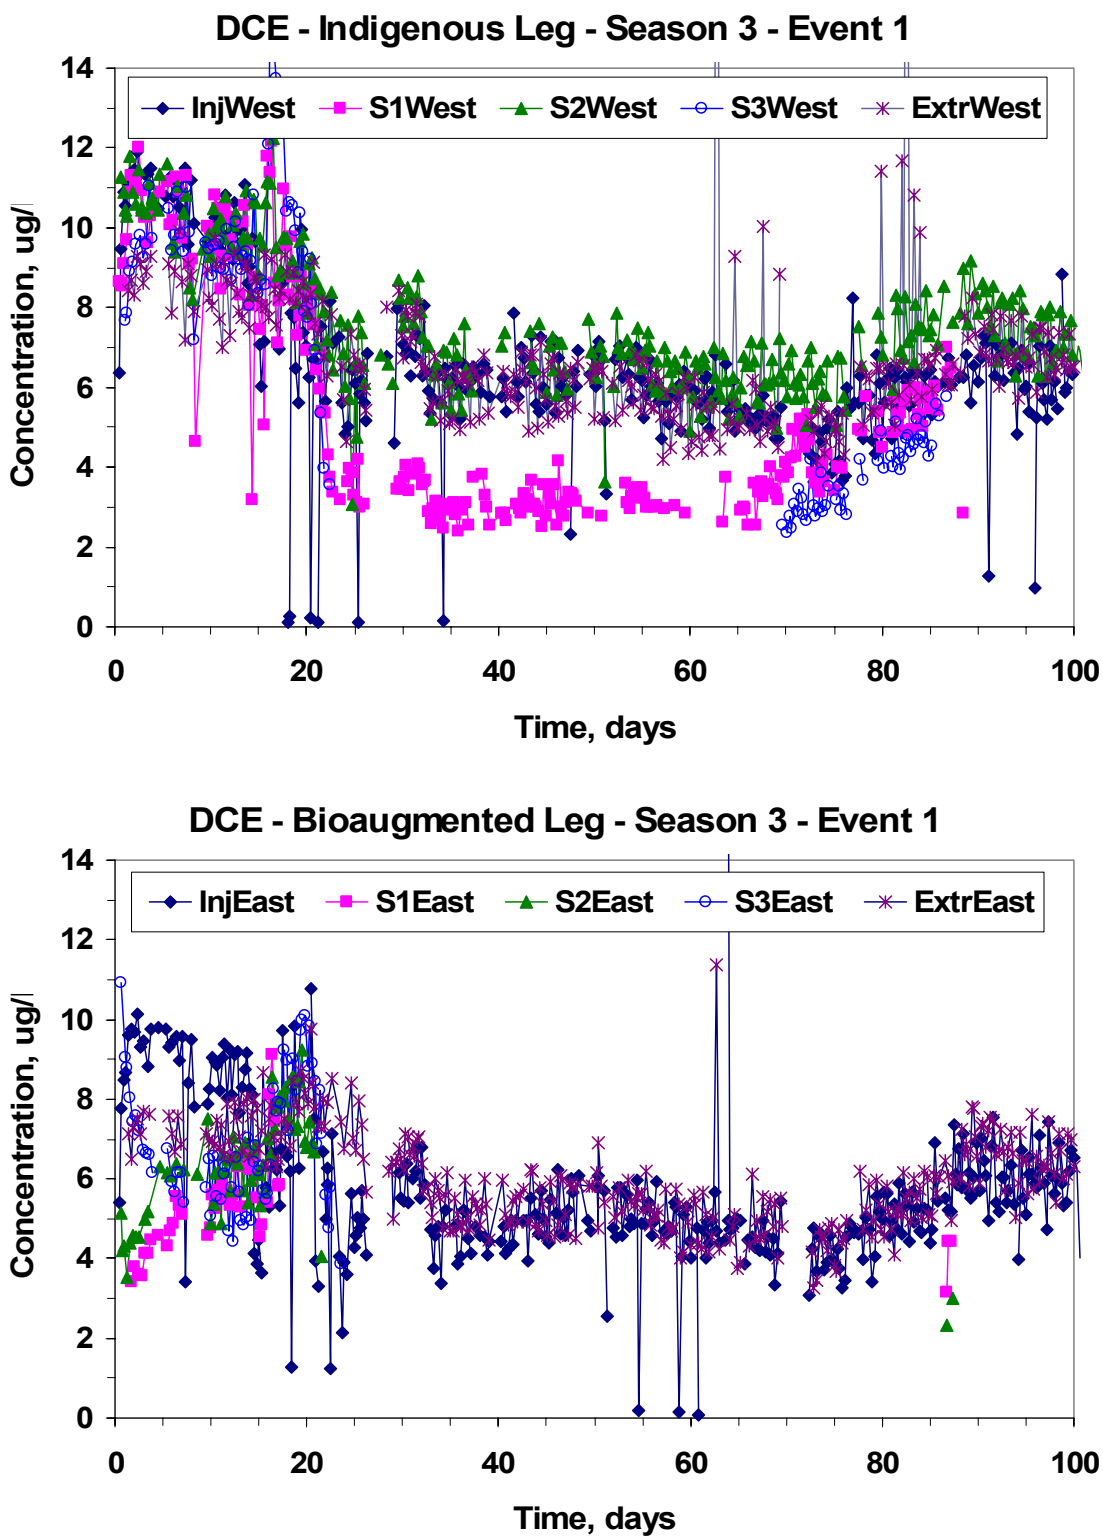 DCE - Indigenous Leg - Season 3 - Event 1
14
InjWest S1West S2West S3West ExtrWest
12
10
8
6
4
2
0
Concentration, ug/l
0 20 40 60 80 100
Time, days
DCE - Bioaugmented Leg - Season 3 - Event 1
14
InjEast S1East S2East S3East ExtrEast
12
10
8
6
4
2
0
Concentration, ug/l
0 20 40 60 80 100
Time, days